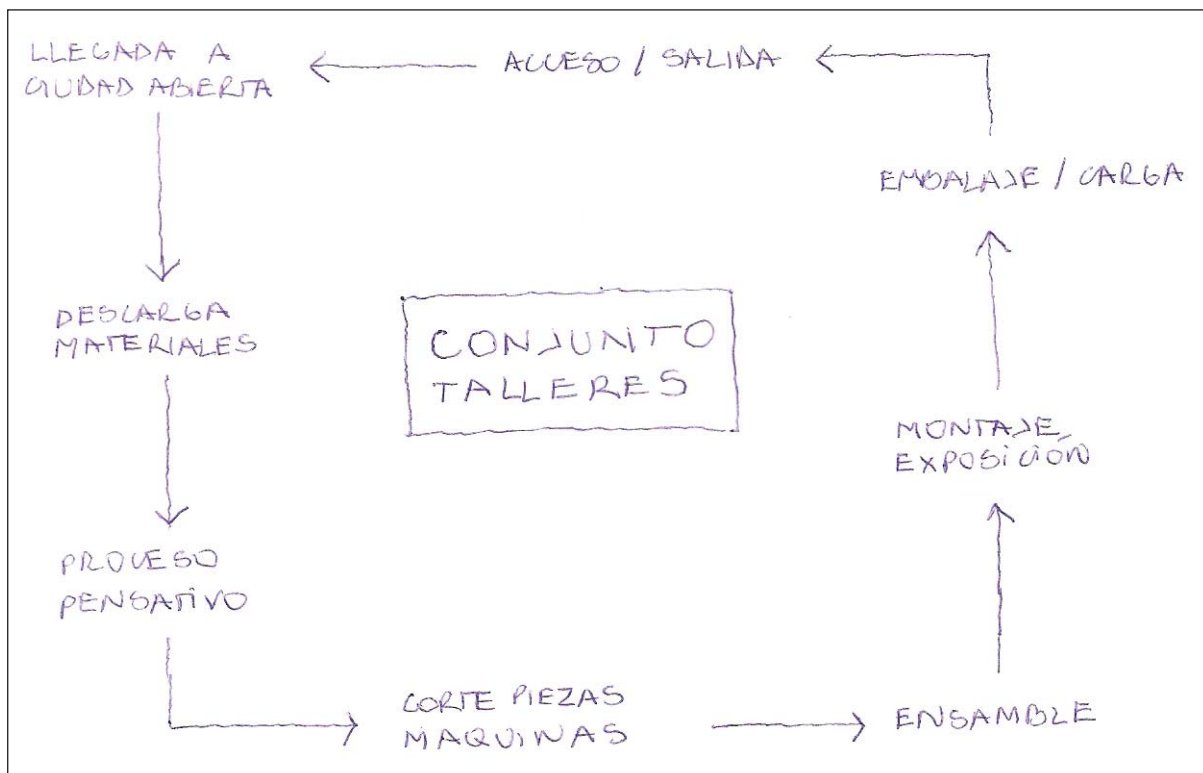 LLEGADA A
CIUDAD ABIERTA
ACCESO / SALIDA
EMBALAJE / CARGA
DESCARGA
MATERIALES
CONJUNTO
TALLERES
MONTAJE
EXPOSICIÓN
PROCESO
PENSATIVO
CORTE PIEZAS
MAQUINAS
ENSAMBLE